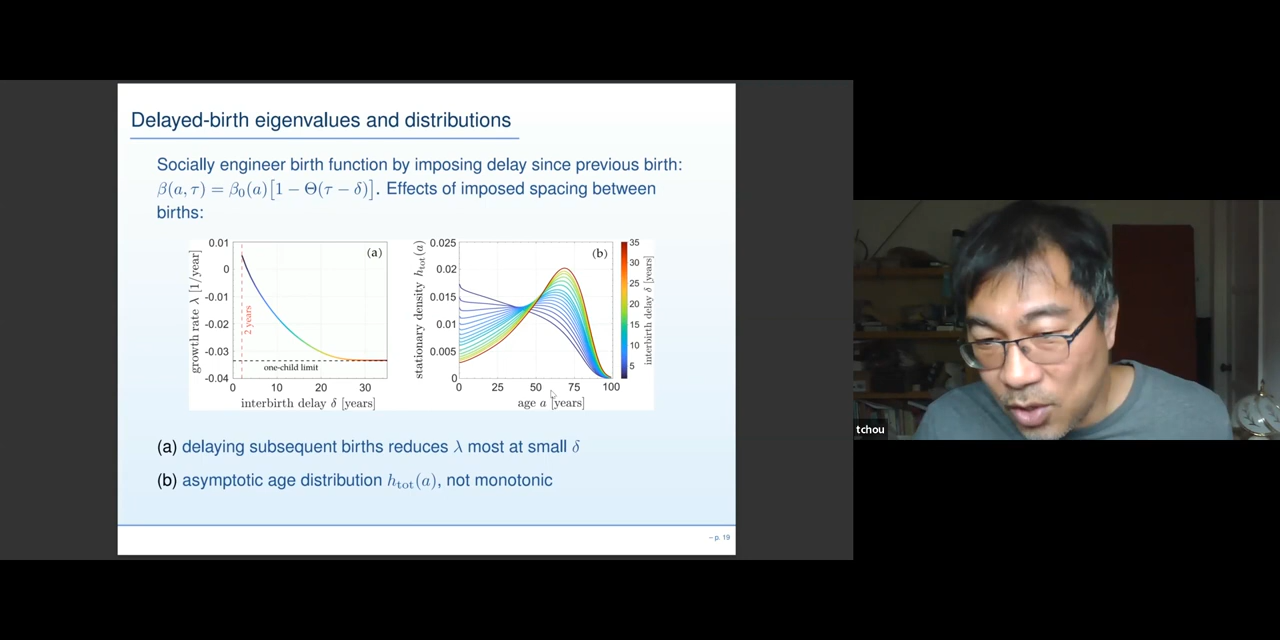 Delayed-birth eigenvalues and distributions
Socially engineer birth function by imposing delay since previous birth:
β(a, τ) = β₀(a)[1 − Θ(τ − δ)]. Effects of imposed spacing between
births:
growth rate λ [1/year]
0.01
0
-0.01
-0.02
-0.03
-0.04
(a)
2 years
one-child limit
0 10 20 30
interbirth delay δ [years]
stationary density h_tot(a)
0.025
0.02
0.015
0.01
0.005
0
(b)
0 25 50 75 100
age a [years]
35
30
25
20
15
10
5
interbirth delay δ [years]
(a) delaying subsequent births reduces λ most at small δ
(b) asymptotic age distribution h_tot(a), not monotonic
– p. 19
tchou